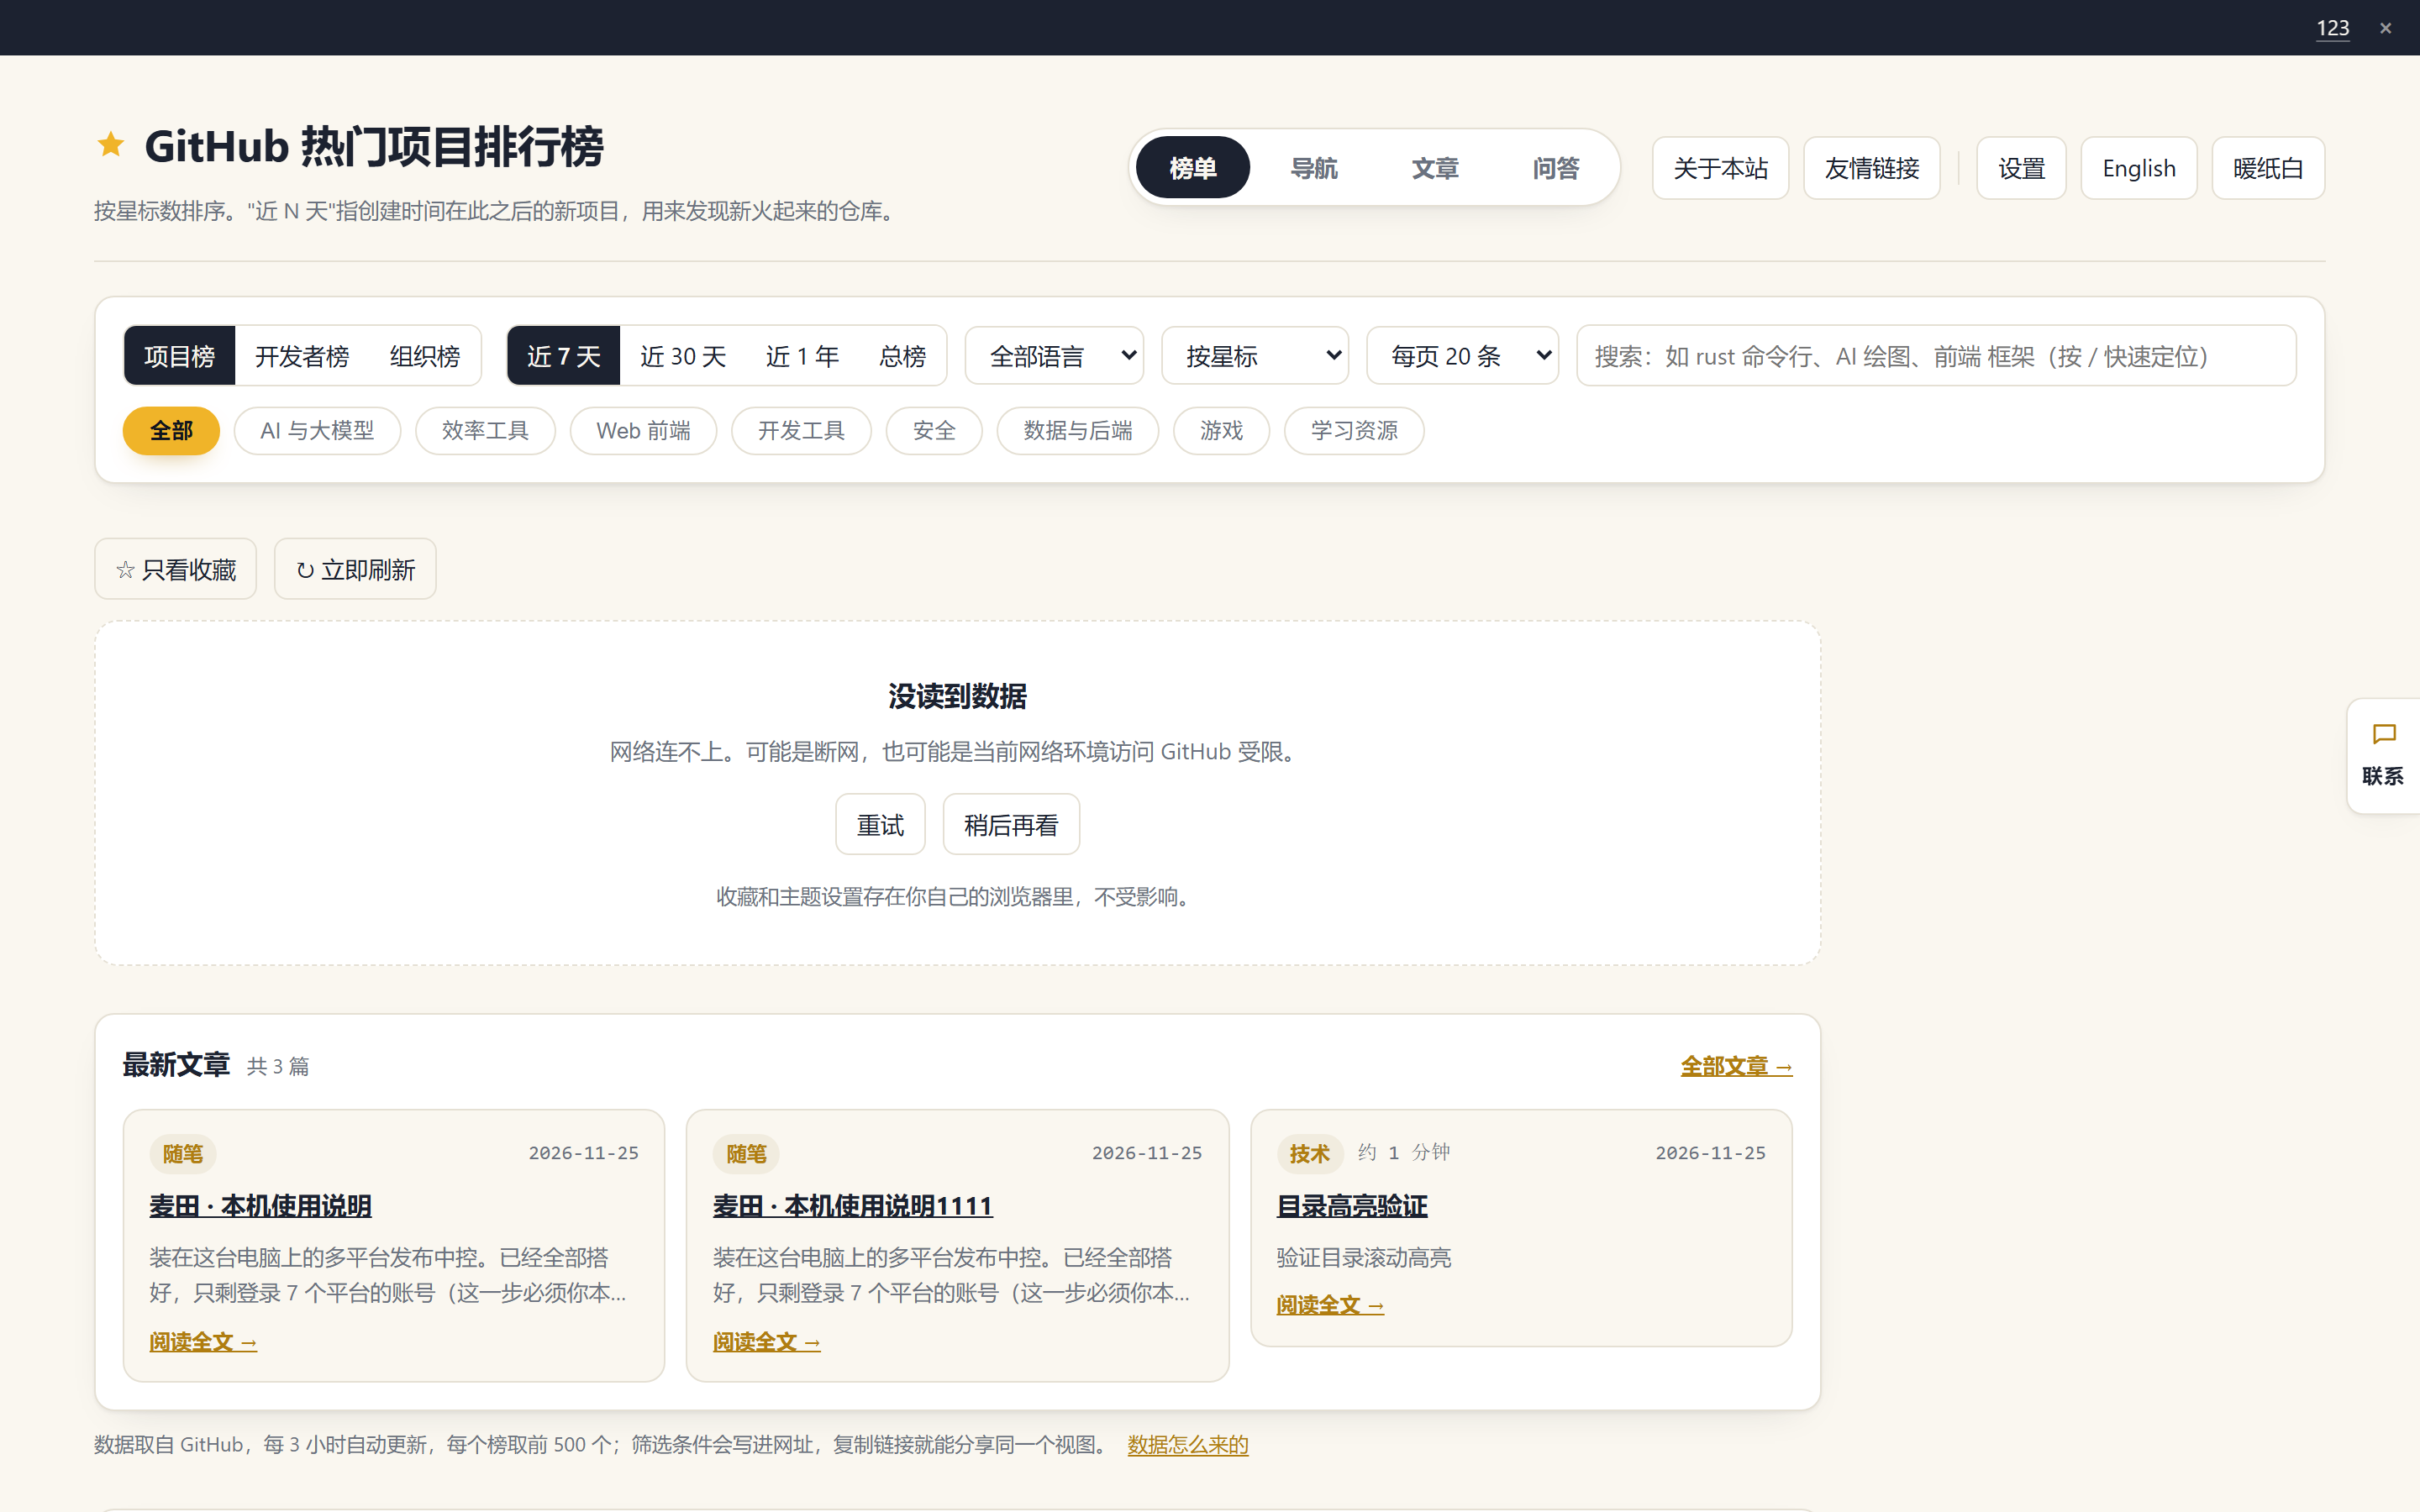 123 ×
GitHub 热门项目排行榜
按星标数排序。"近 N 天"指创建时间在此之后的新项目，用来发现新火起来的仓库。
榜单 导航 文章 问答 关于本站 友情链接 设置 English 暖纸白
项目榜 开发者榜 组织榜 近 7 天 近 30 天 近 1 年 总榜 全部语言 按星标 每页 20 条 搜索：如 rust 命令行、AI 绘图、前端 框架（按 / 快速定位）
全部 AI 与大模型 效率工具 Web 前端 开发工具 安全 数据与后端 游戏 学习资源
☆ 只看收藏 ↻ 立即刷新
没读到数据
网络连不上。可能是断网，也可能是当前网络环境访问 GitHub 受限。
重试 稍后再看
收藏和主题设置存在你自己的浏览器里，不受影响。
联系
最新文章 共 3 篇 全部文章 →
随笔 2026-11-25
麦田 · 本机使用说明
装在这台电脑上的多平台发布中控。已经全部搭
好，只剩登录 7 个平台的账号（这一步必须你本...
阅读全文 →
随笔 2026-11-25
麦田 · 本机使用说明1111
装在这台电脑上的多平台发布中控。已经全部搭
好，只剩登录 7 个平台的账号（这一步必须你本...
阅读全文 →
技术 约 1 分钟 2026-11-25
目录高亮验证
验证目录滚动高亮
阅读全文 →
数据取自 GitHub，每 3 小时自动更新，每个榜取前 500 个；筛选条件会写进网址，复制链接就能分享同一个视图。 数据怎么来的